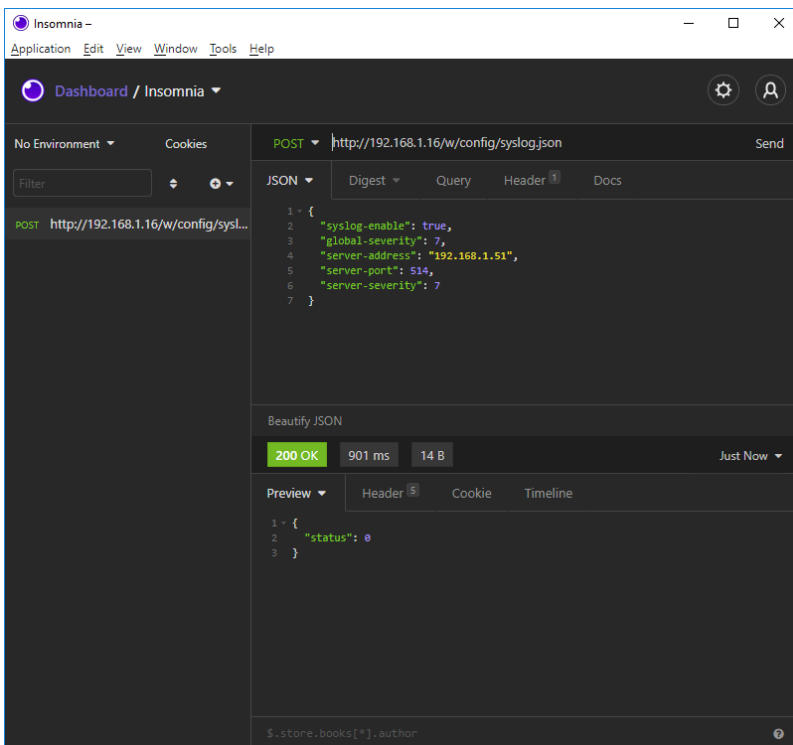 Insomnia –
Application Edit View Window Tools Help
Dashboard / Insomnia
No Environment Cookies
POST http://192.168.1.16/w/config/syslog.json Send
Filter
JSON Digest Query Header 1 Docs
POST http://192.168.1.16/w/config/sysl...
1 {
2 "syslog-enable": true,
3 "global-severity": 7,
4 "server-address": "192.168.1.51",
5 "server-port": 514,
6 "server-severity": 7
7 }
Beautify JSON
200 OK 901 ms 14 B Just Now
Preview Header 5 Cookie Timeline
1 {
2 "status": 0
3 }
$.store.books[*].author